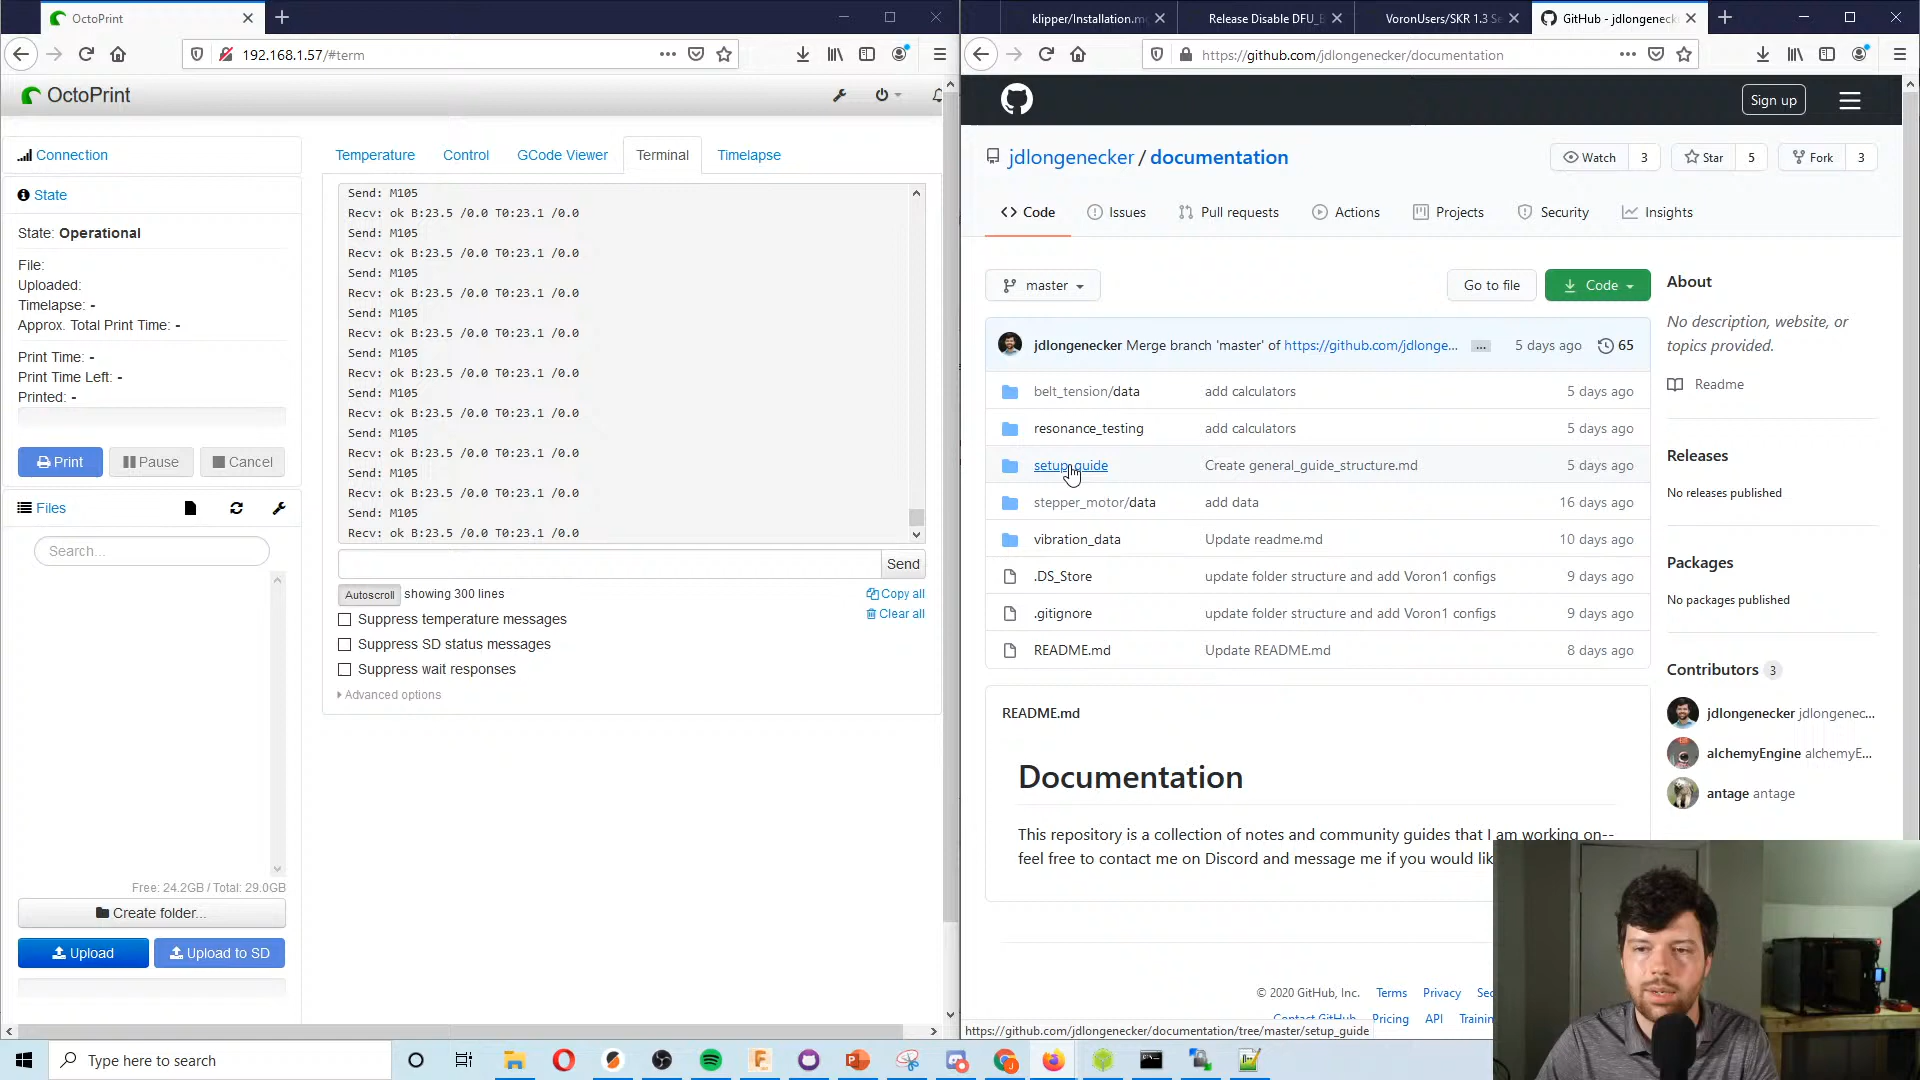 OctoPrint
192.168.1.57/#term
OctoPrint
Connection
State
State: Operational
File:
Uploaded:
Timelapse: -
Approx. Total Print Time: -
Print Time: -
Print Time Left: -
Printed: -
Print
Pause
Cancel
Files
Search...
Free: 24.2GB / Total: 29.0GB
Create folder...
Upload
Upload to SD
Temperature
Control
GCode Viewer
Terminal
Timelapse
Send: M105
Recv: ok B:23.5 /0.0 T0:23.1 /0.0
Send: M105
Recv: ok B:23.5 /0.0 T0:23.1 /0.0
Send: M105
Recv: ok B:23.5 /0.0 T0:23.1 /0.0
Send: M105
Recv: ok B:23.5 /0.0 T0:23.1 /0.0
Send: M105
Recv: ok B:23.5 /0.0 T0:23.1 /0.0
Send: M105
Recv: ok B:23.5 /0.0 T0:23.1 /0.0
Send: M105
Recv: ok B:23.5 /0.0 T0:23.1 /0.0
Send: M105
Recv: ok B:23.5 /0.0 T0:23.1 /0.0
Send: M105
Recv: ok B:23.5 /0.0 T0:23.1 /0.0
Send
Autoscroll showing 300 lines
Copy all
Clear all
Suppress temperature messages
Suppress SD status messages
Suppress wait responses
Advanced options
klipper/Installation.m
Release Disable DFU_B
VoronUsers/SKR 1.3 Se
GitHub - jdlongeneck
https://github.com/jdlongenecker/documentation
Sign up
jdlongenecker / documentation
Watch 3
Star 5
Fork 3
Code
Issues
Pull requests
Actions
Projects
Security
Insights
master
Go to file
Code
jdlongenecker Merge branch 'master' of https://github.com/jdlonge... ... 5 days ago 65
belt_tension/data add calculators 5 days ago
resonance_testing add calculators 5 days ago
setup_guide Create general_guide_structure.md 5 days ago
stepper_motor/data add data 16 days ago
vibration_data Update readme.md 10 days ago
.DS_Store update folder structure and add Voron1 configs 9 days ago
.gitignore update folder structure and add Voron1 configs 9 days ago
README.md Update README.md 8 days ago
README.md
Documentation
This repository is a collection of notes and community guides that I am working on--
feel free to contact me on Discord and message me if you would lik
About
No description, website, or
topics provided.
Readme
Releases
No releases published
Packages
No packages published
Contributors 3
jdlongenecker jdlongenec...
alchemyEngine alchemyE...
antage antage
© 2020 GitHub, Inc.
Terms
Privacy
Sec
Contact GitHub
Pricing
API
Trainin
https://github.com/jdlongenecker/documentation/tree/master/setup_guide
Type here to search